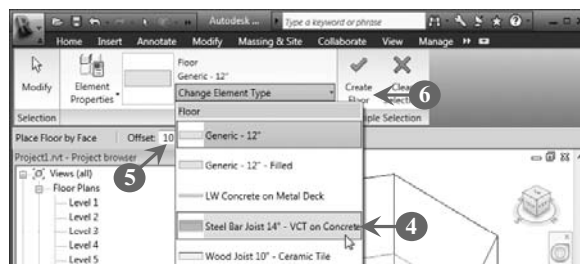 Autodesk ...
Type a keyword or phrase
Home Insert Annotate Modify Massing & Site Collaborate View Manage
Floor
Generic - 12"
Modify
Element
Properties
Change Element Type
Create
Floor
Clear
Selection
6
Selection
Floor
Multiple Selection
Place Floor by Face
Offset: 10
Generic - 12"
Project1.rvt - Project browser
5
Views (all)
Generic - 12" - Filled
Floor Plans
Level 1
LW Concrete on Metal Deck
Level 2
Level 3
Steel Bar Joist 14" - VCT on Concrete
4
Level 4
Level 5
Wood Joist 10" - Ceramic Tile